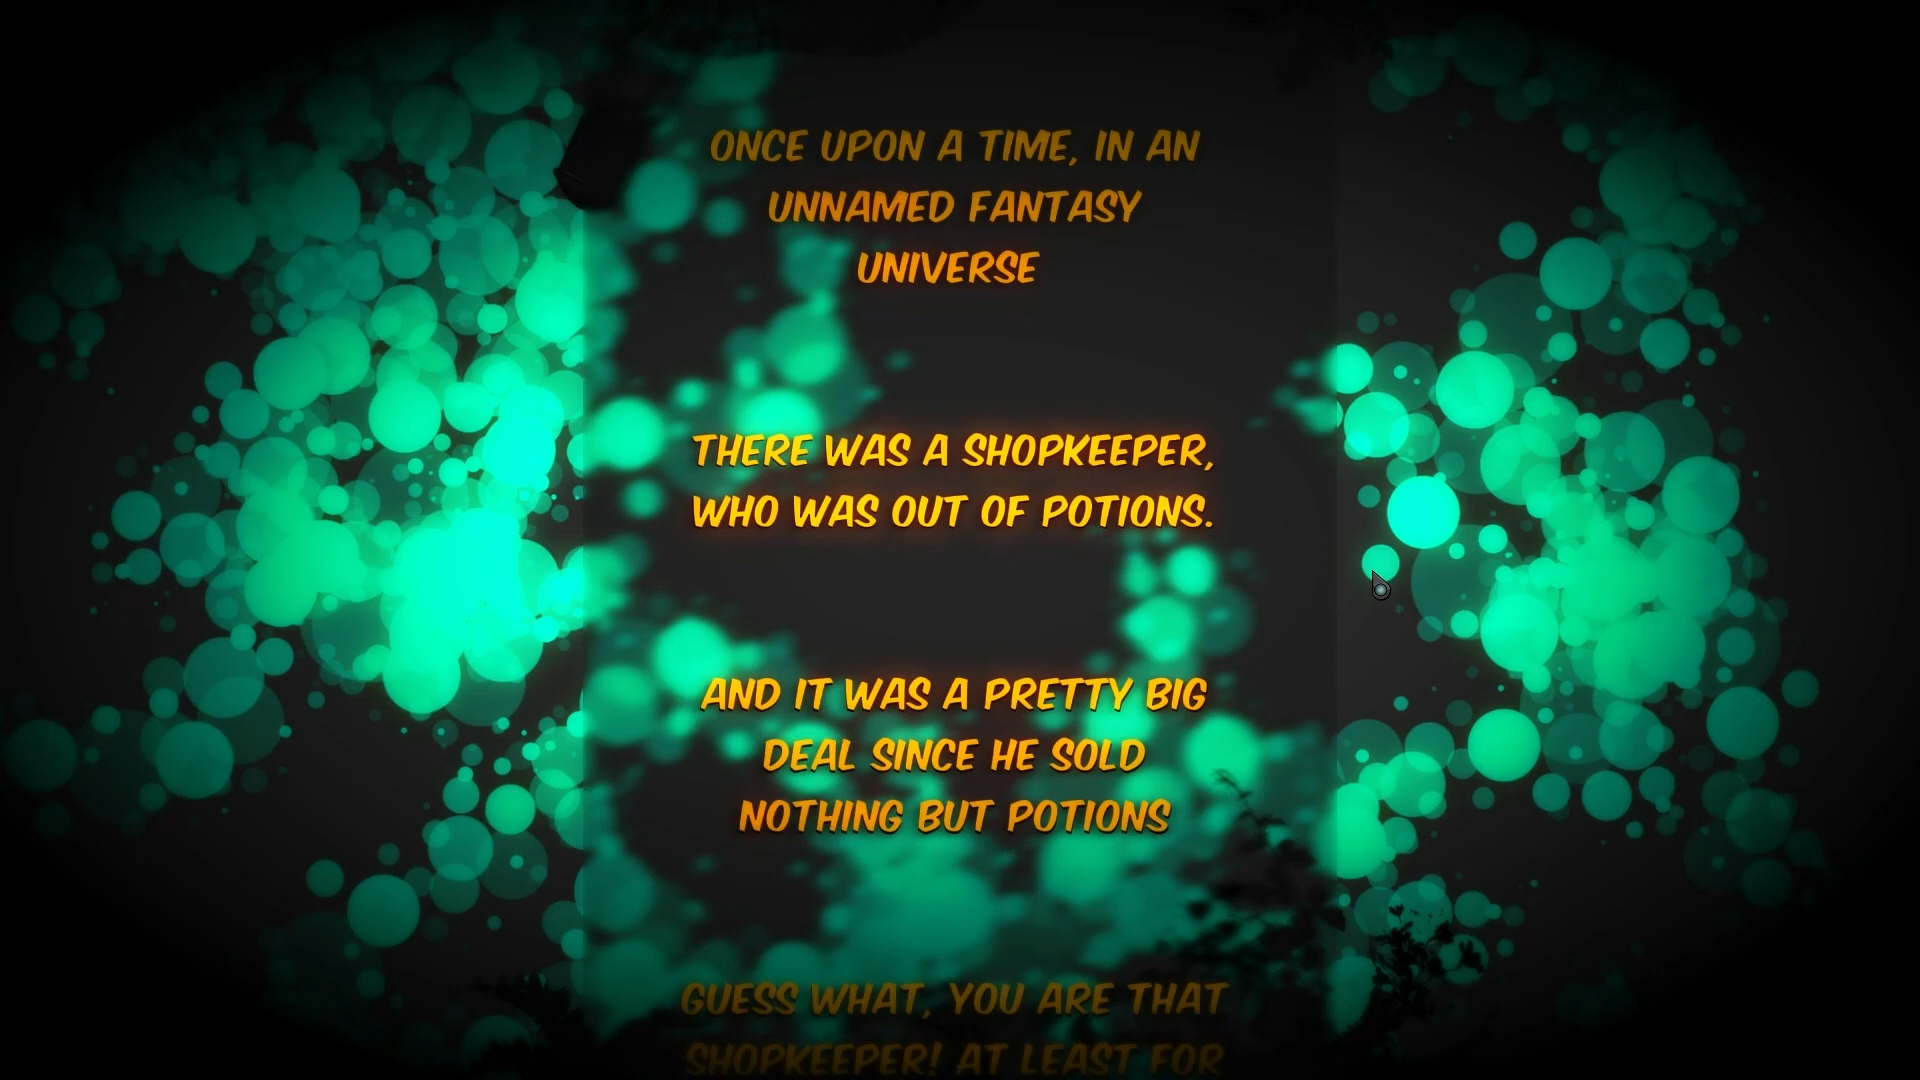 ONCE UPON A TIME, IN AN
UNNAMED FANTASY
UNIVERSE
THERE WAS A SHOPKEEPER,
WHO WAS OUT OF POTIONS.
AND IT WAS A PRETTY BIG
DEAL SINCE HE SOLD
NOTHING BUT POTIONS
GUESS WHAT, YOU ARE THAT
SHOPKEEPER! AT LEAST FOR